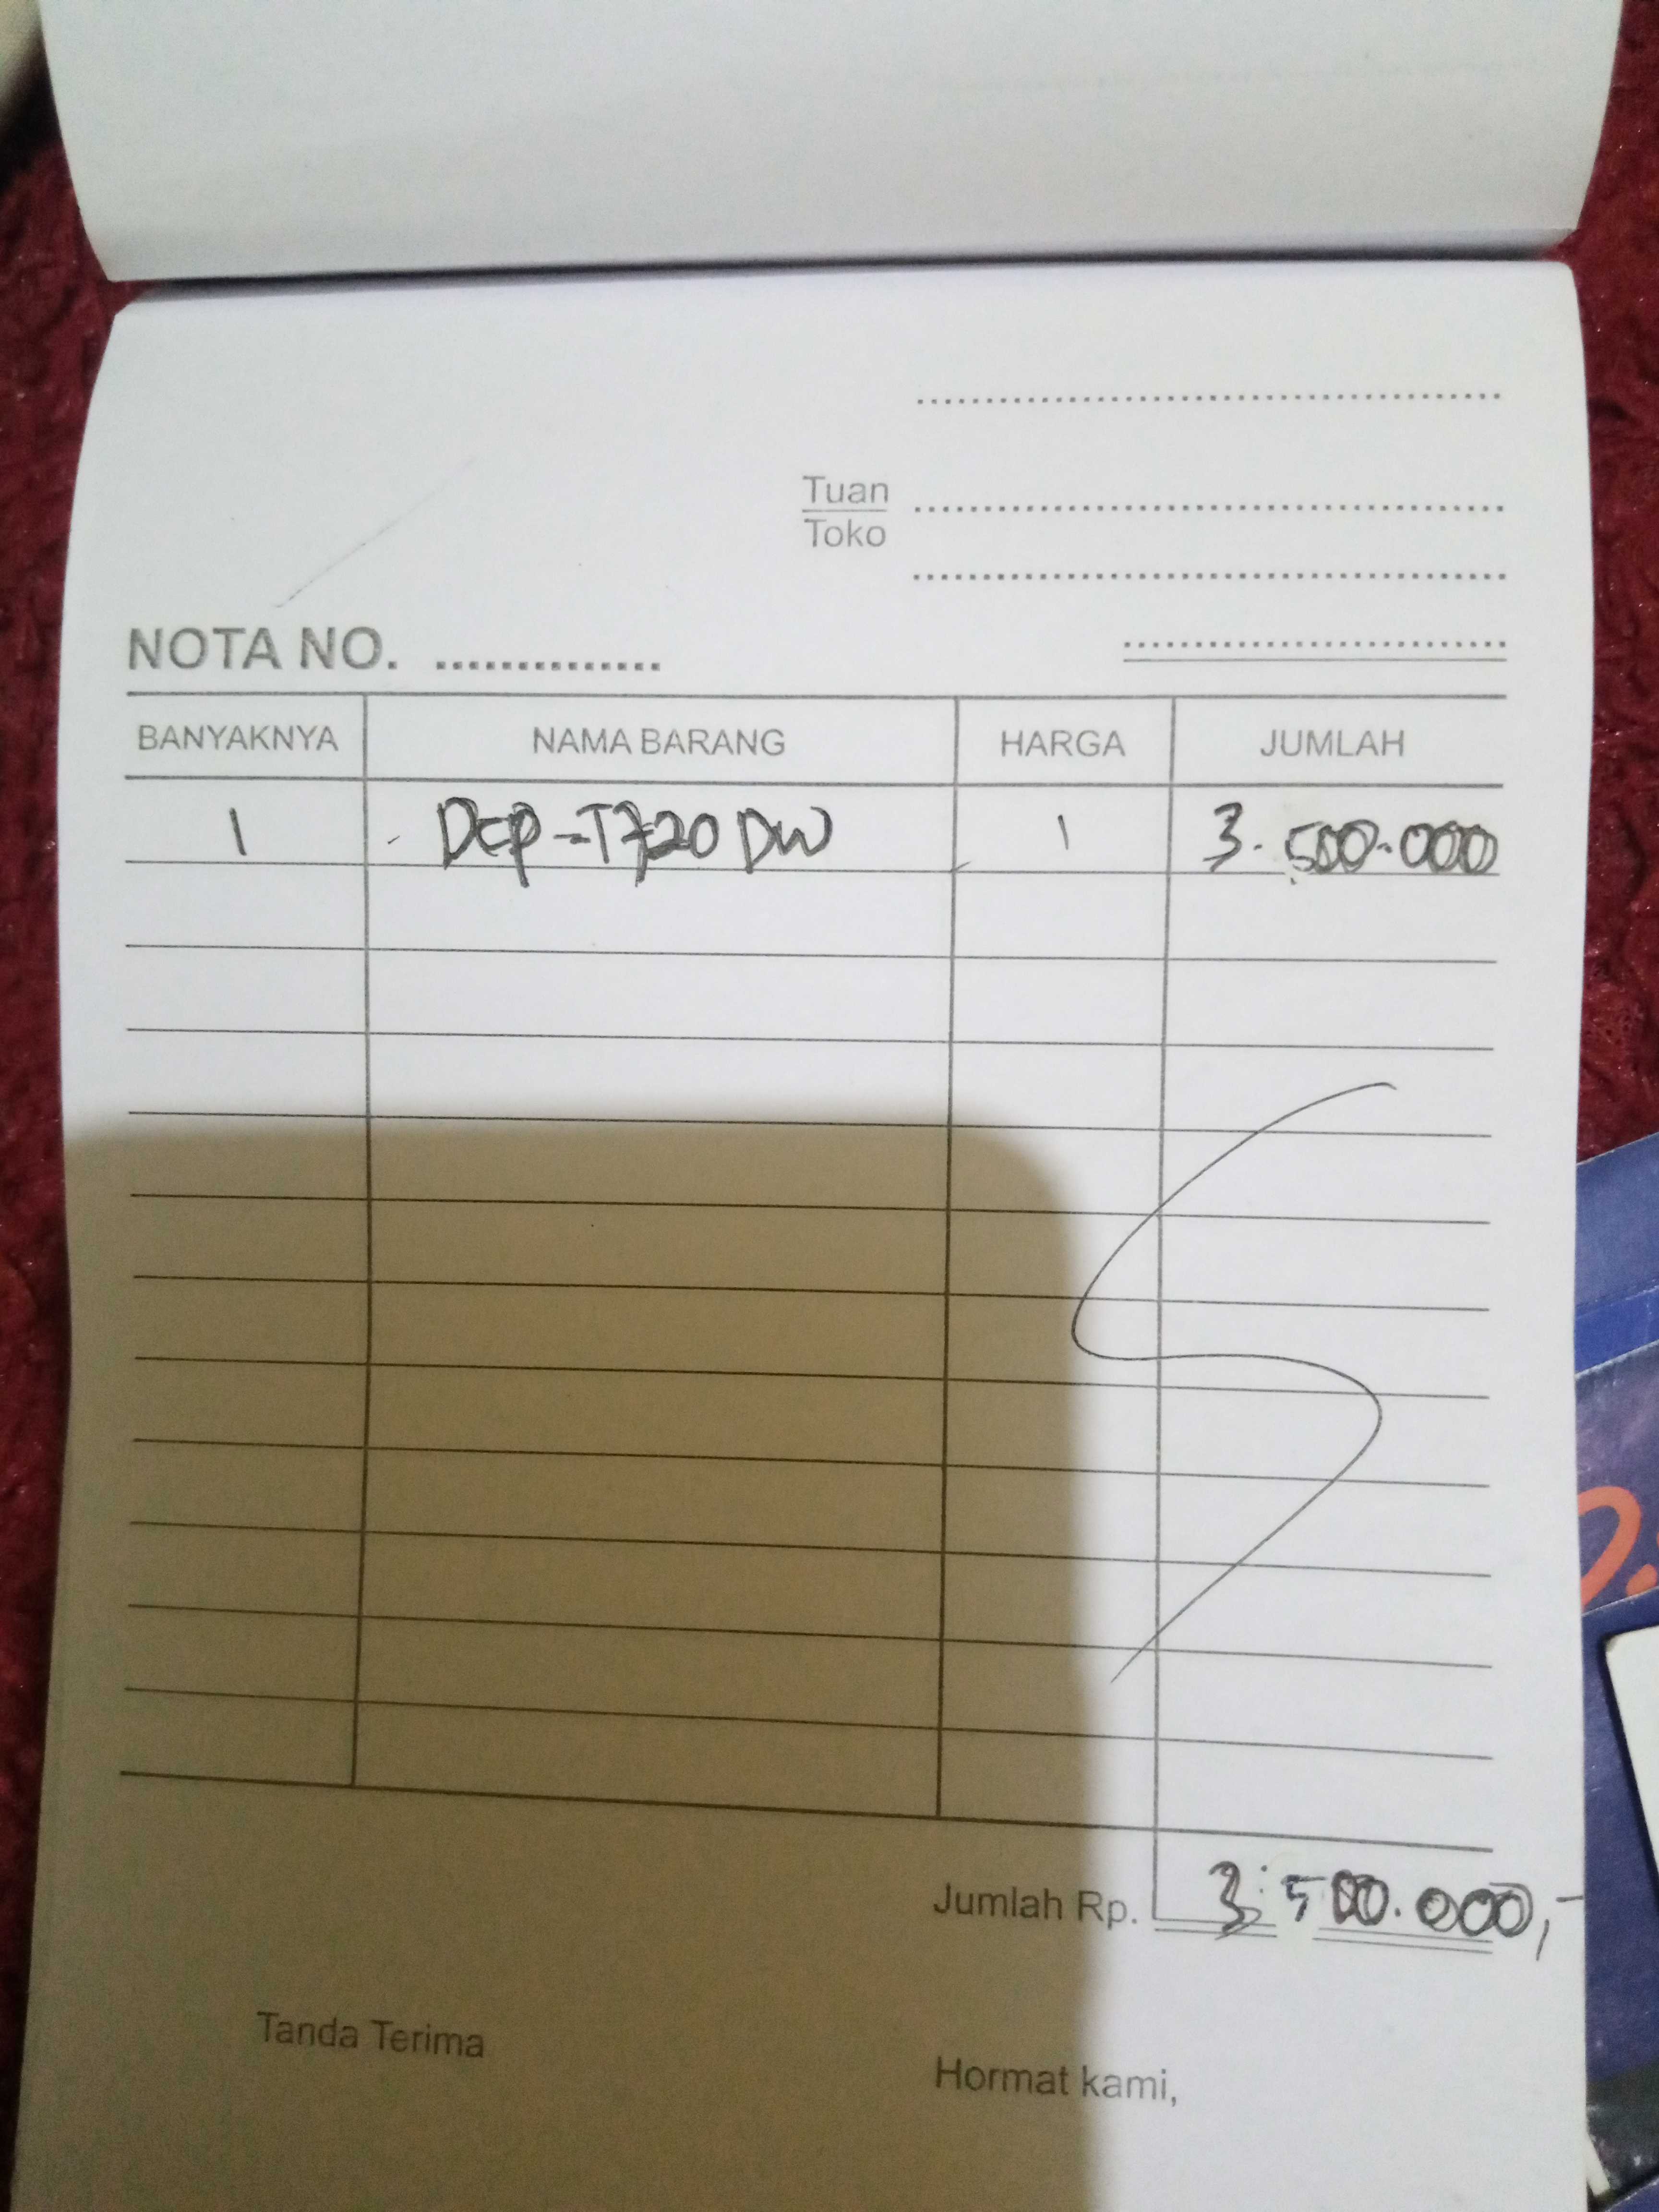 Tuan
Toko
NOTA NO. ..............
BANYAKNYA NAMA BARANG HARGA JUMLAH
1 - DCP-T720 DW 1 3.500.000
Jumlah Rp. 3.500.000,-
Tanda Terima
Hormat kami,